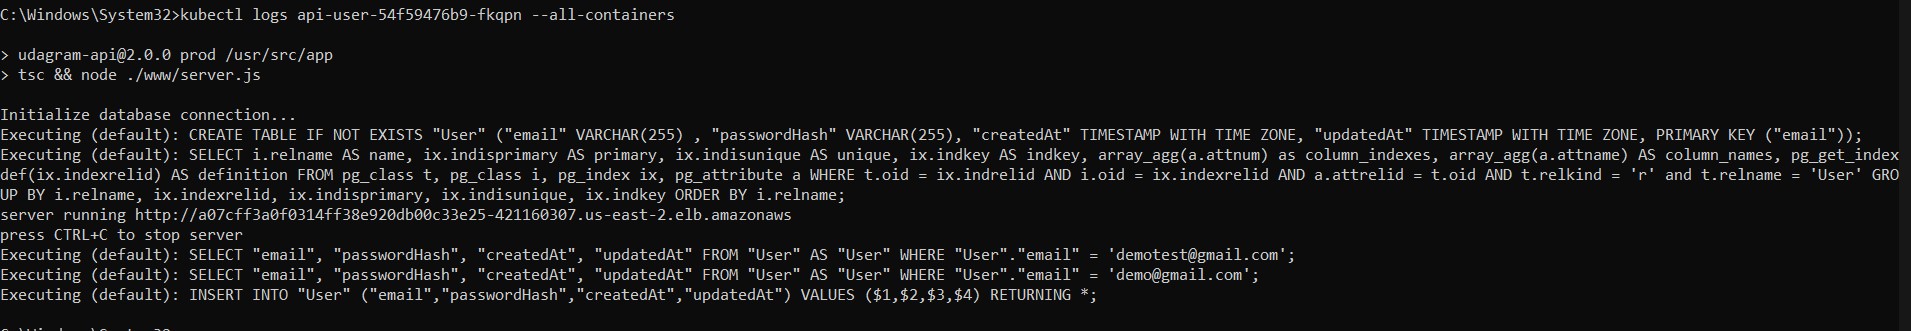 C:\Windows\System32>kubectl logs api-user-54f59476b9-fkqpn --all-containers
> udagram-api@2.0.0 prod /usr/src/app
> tsc && node ./www/server.js
Initialize database connection...
Executing (default): CREATE TABLE IF NOT EXISTS "User" ("email" VARCHAR(255) , "passwordHash" VARCHAR(255), "createdAt" TIMESTAMP WITH TIME ZONE, "updatedAt" TIMESTAMP WITH TIME ZONE, PRIMARY KEY ("email"));
Executing (default): SELECT i.relname AS name, ix.indisprimary AS primary, ix.indisunique AS unique, ix.indkey AS indkey, array_agg(a.attnum) as column_indexes, array_agg(a.attname) AS column_names, pg_get_index
def(ix.indexrelid) AS definition FROM pg_class t, pg_class i, pg_index ix, pg_attribute a WHERE t.oid = ix.indrelid AND i.oid = ix.indexrelid AND a.attrelid = t.oid AND t.relkind = 'r' and t.relname = 'User' GRO
UP BY i.relname, ix.indexrelid, ix.indisprimary, ix.indisunique, ix.indkey ORDER BY i.relname;
server running http://a07cff3a0f0314ff38e920db00c33e25-421160307.us-east-2.elb.amazonaws
press CTRL+C to stop server
Executing (default): SELECT "email", "passwordHash", "createdAt", "updatedAt" FROM "User" AS "User" WHERE "User"."email" = 'demotest@gmail.com';
Executing (default): SELECT "email", "passwordHash", "createdAt", "updatedAt" FROM "User" AS "User" WHERE "User"."email" = 'demo@gmail.com';
Executing (default): INSERT INTO "User" ("email","passwordHash","createdAt","updatedAt") VALUES ($1,$2,$3,$4) RETURNING *;